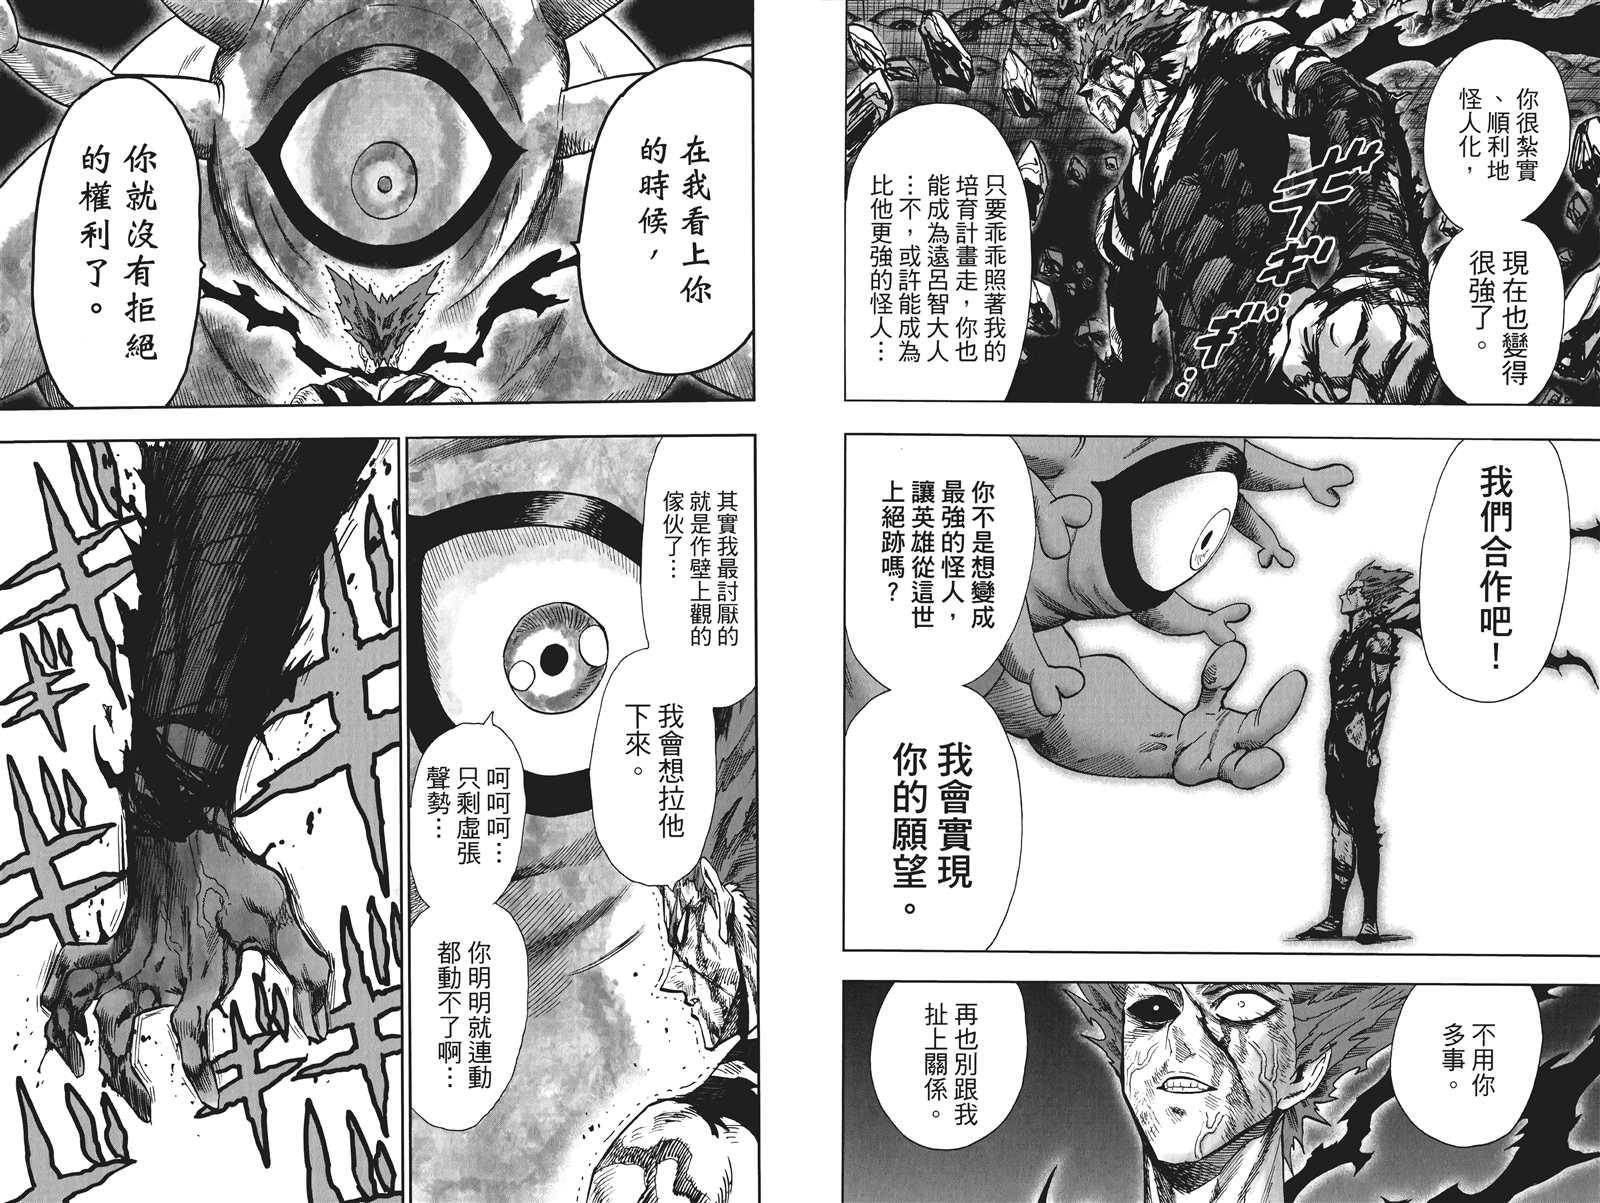 你很紮實
、順利地
怪人化，
現在也變得
很強了。
只要乖乖照著我的
培育計畫走，你也
能成為遠呂智大人
…不，或許能成為
比他更強的怪人…
ギギギ…
我們合作吧！
你不是想變成
最強的怪人，
讓英雄從這世
上絕跡嗎？
我會實現
你的願望。
不用你
多事。
再也別跟我
扯上關係。
在我看上你
的時候，
你就沒有拒絕
的權利了。
其實我最討厭的
就是作壁上觀的
傢伙了…
我會想拉他
下來。
呵呵呵…
只剩虛張
聲勢…
你明明就連動
都動不了啊…